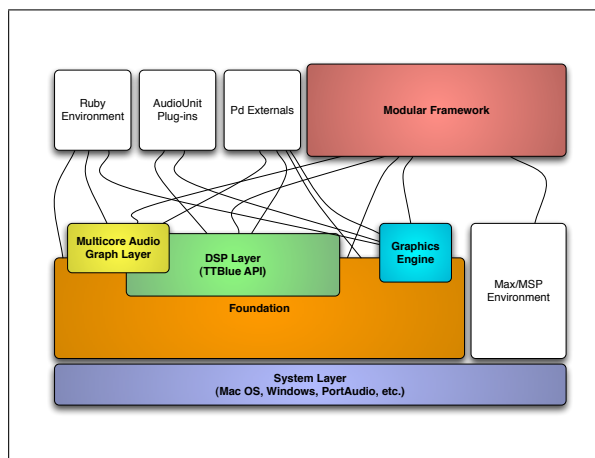 Ruby
Environment
AudioUnit
Plug-ins
Pd Externals
Modular Framework
Multicore Audio
Graph Layer
DSP Layer
(TTBlue API)
Graphics
Engine
Max/MSP
Environment
Foundation
System Layer
(Mac OS, Windows, PortAudio, etc.)